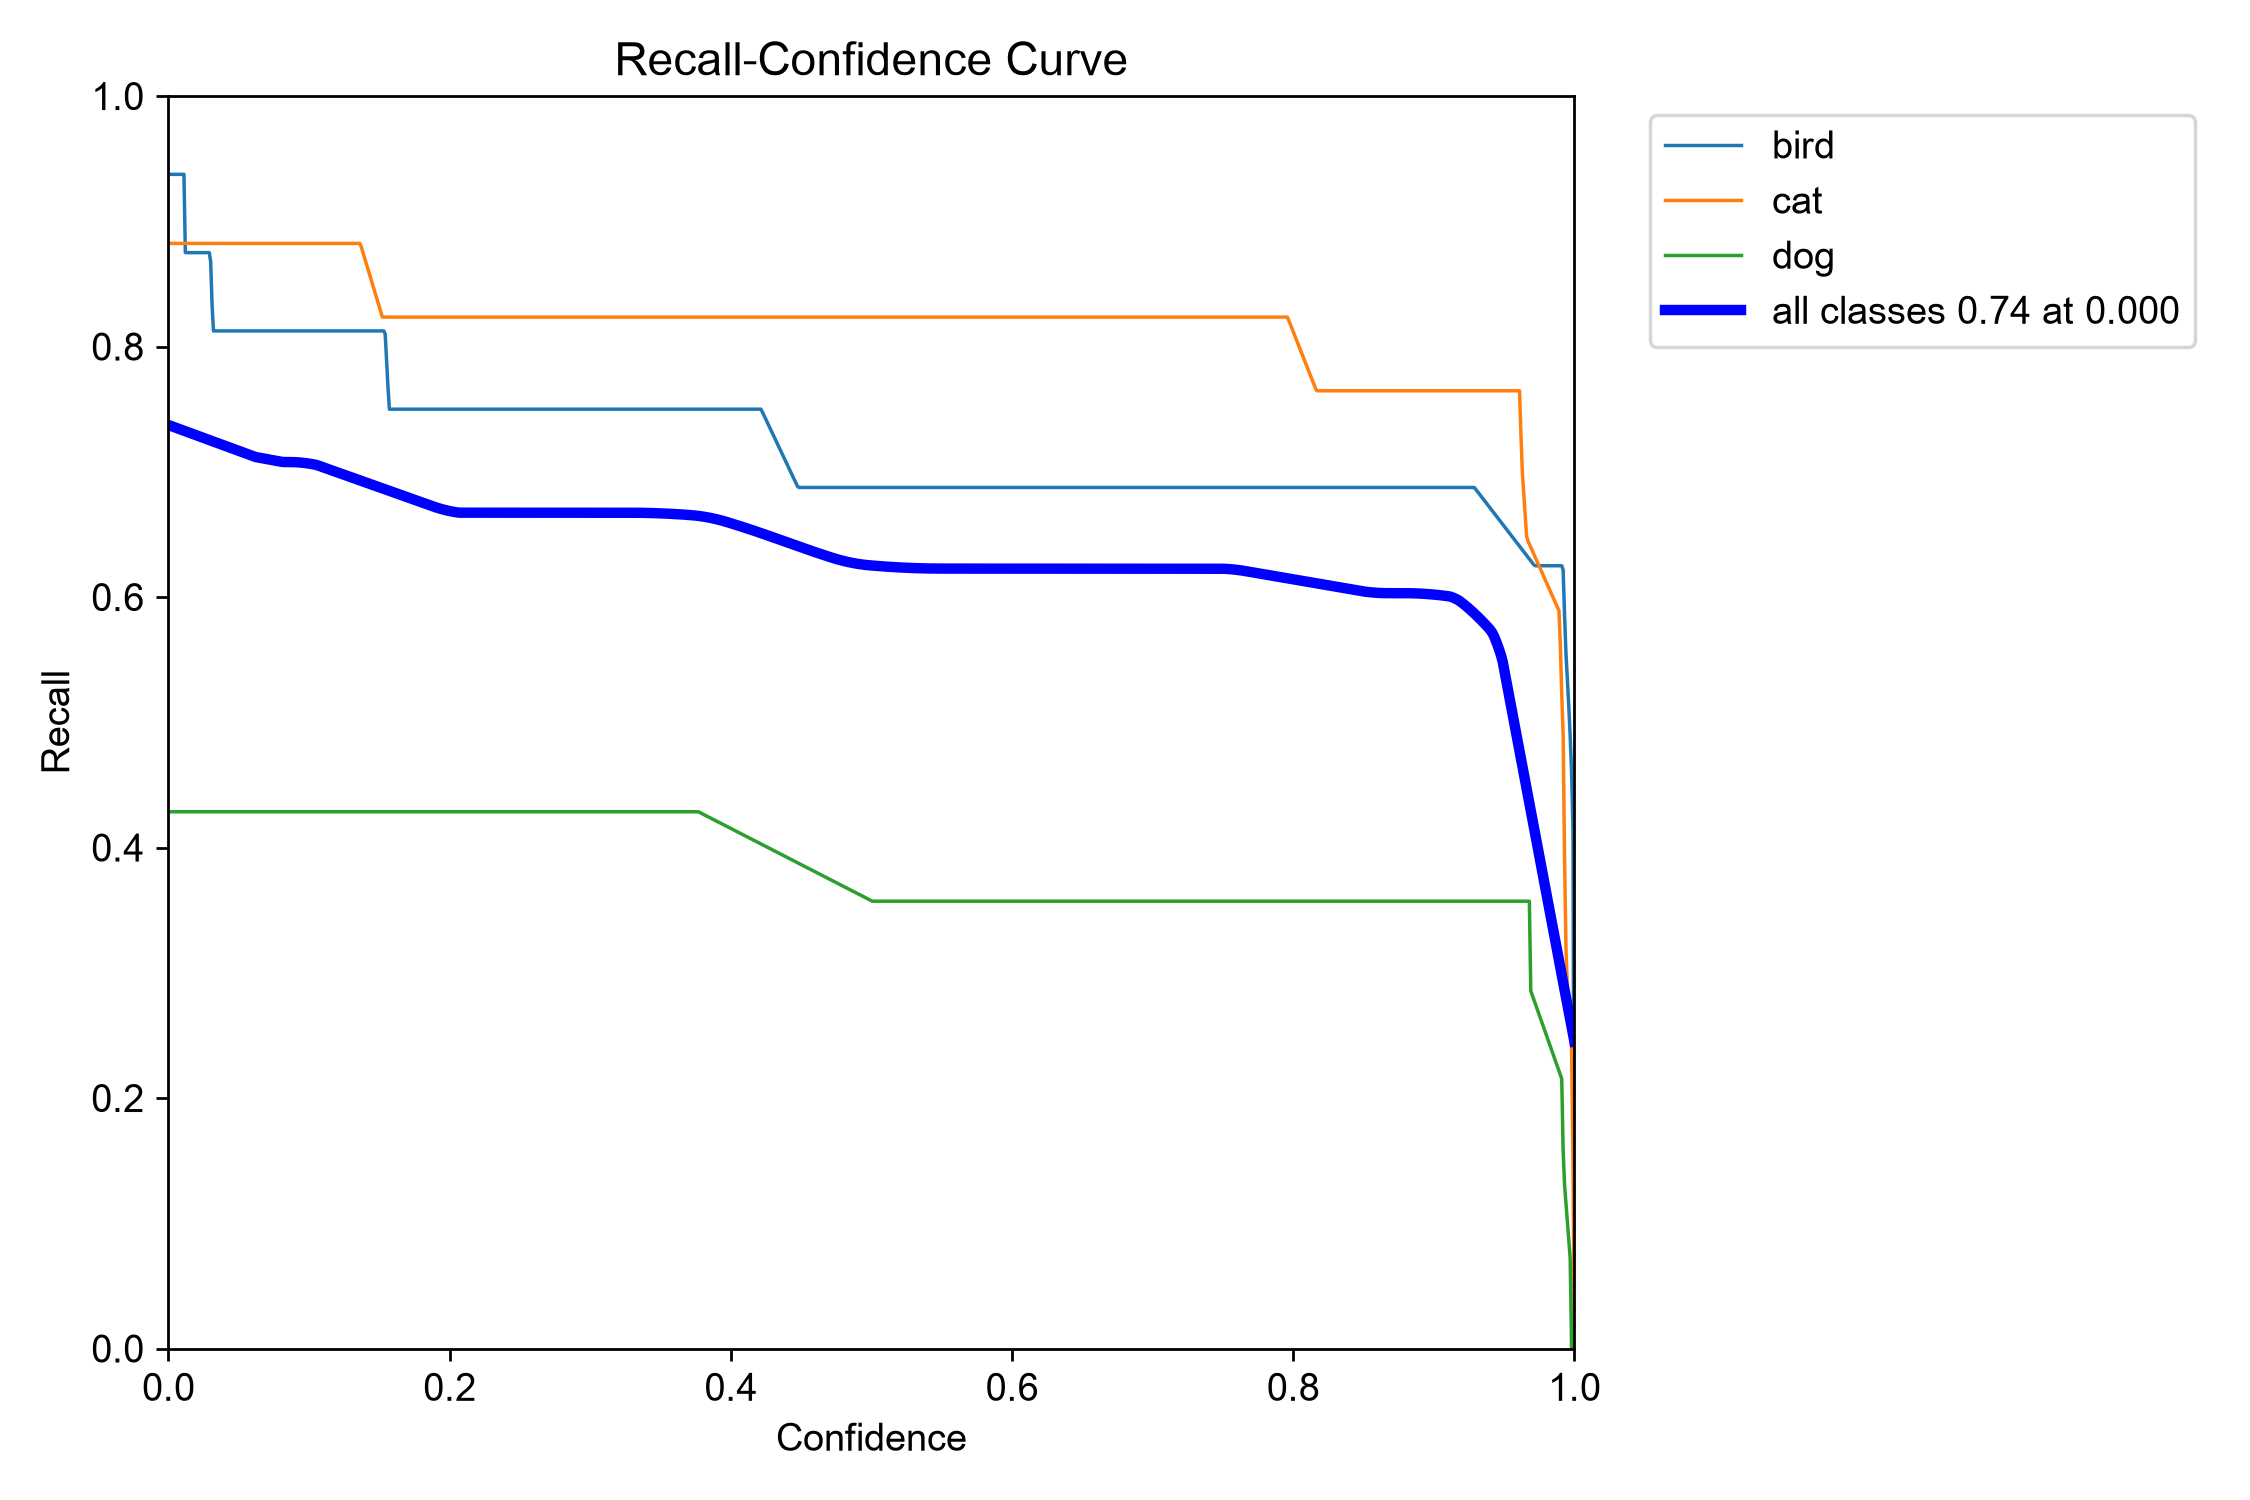 Recall-Confidence Curve
1.0
0.8
0.6
0.4
0.2
0.0
Recall
0.0 0.2 0.4 0.6 0.8 1.0
Confidence
bird
cat
dog
all classes 0.74 at 0.000